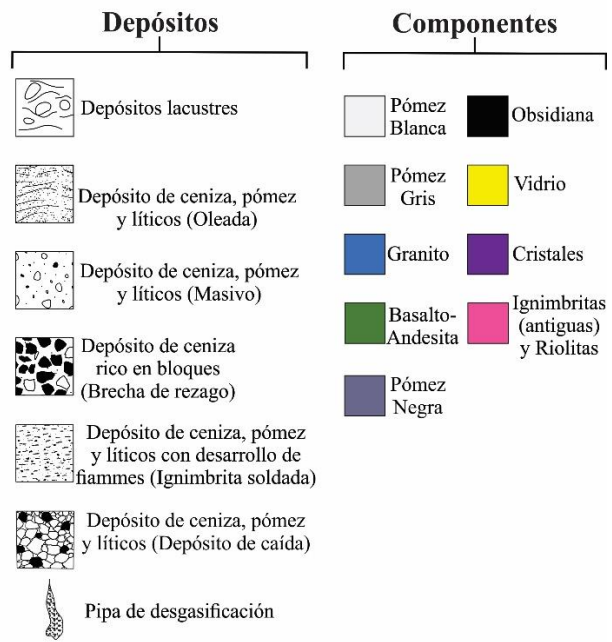 Depósitos
Depósitos lacustres
Depósito de ceniza, pómez
y líticos (Oleada)
Depósito de ceniza, pómez
y líticos (Masivo)
Depósito de ceniza
rico en bloques
(Brecha de rezago)
Depósito de ceniza, pómez
y líticos con desarrollo de
fiammes (Ignimbrita soldada)
Depósito de ceniza, pómez
y líticos (Depósito de caída)
Pipa de desgasificación
Componentes
Pómez
Blanca
Obsidiana
Pómez
Gris
Vidrio
Granito
Cristales
Basalto-
Andesita
Ignimbritas
(antiguas)
y Riolitas
Pómez
Negra